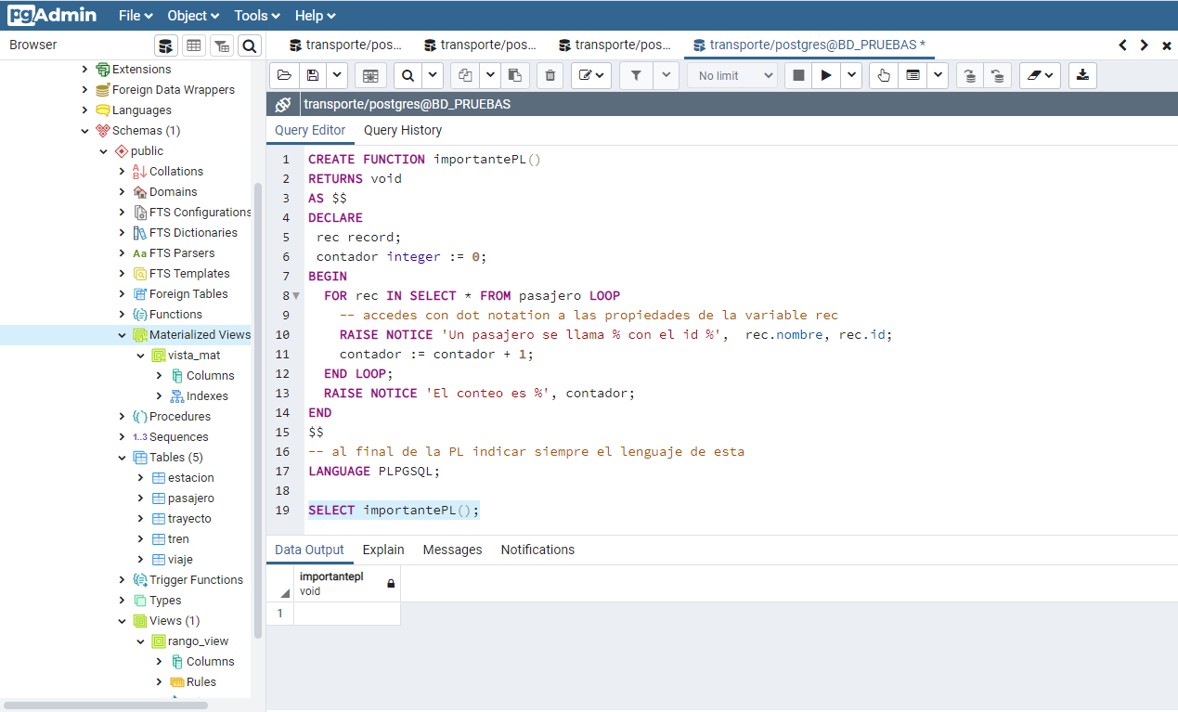 pgAdmin File Object Tools Help
Browser
transporte/pos... transporte/pos... transporte/pos... transporte/postgres@BD_PRUEBAS *
No limit
transporte/postgres@BD_PRUEBAS
Query Editor Query History
Extensions
Foreign Data Wrappers
Languages
Schemas (1)
public
Collations
Domains
FTS Configurations
FTS Dictionaries
Aa FTS Parsers
FTS Templates
Foreign Tables
Functions
Materialized Views
vista_mat
Columns
Indexes
Procedures
1..3 Sequences
Tables (5)
estacion
pasajero
trayecto
tren
viaje
Trigger Functions
Types
Views (1)
rango_view
Columns
Rules
1 CREATE FUNCTION importantePL()
2 RETURNS void
3 AS $$
4 DECLARE
5 rec record;
6 contador integer := 0;
7 BEGIN
8 FOR rec IN SELECT * FROM pasajero LOOP
9 -- accedes con dot notation a las propiedades de la variable rec
10 RAISE NOTICE 'Un pasajero se llama % con el id %', rec.nombre, rec.id;
11 contador := contador + 1;
12 END LOOP;
13 RAISE NOTICE 'El conteo es %', contador;
14 END
15 $$
16 -- al final de la PL indicar siempre el lenguaje de esta
17 LANGUAGE PLPGSQL;
18
19 SELECT importantePL();
Data Output Explain Messages Notifications
importantepl
void
1